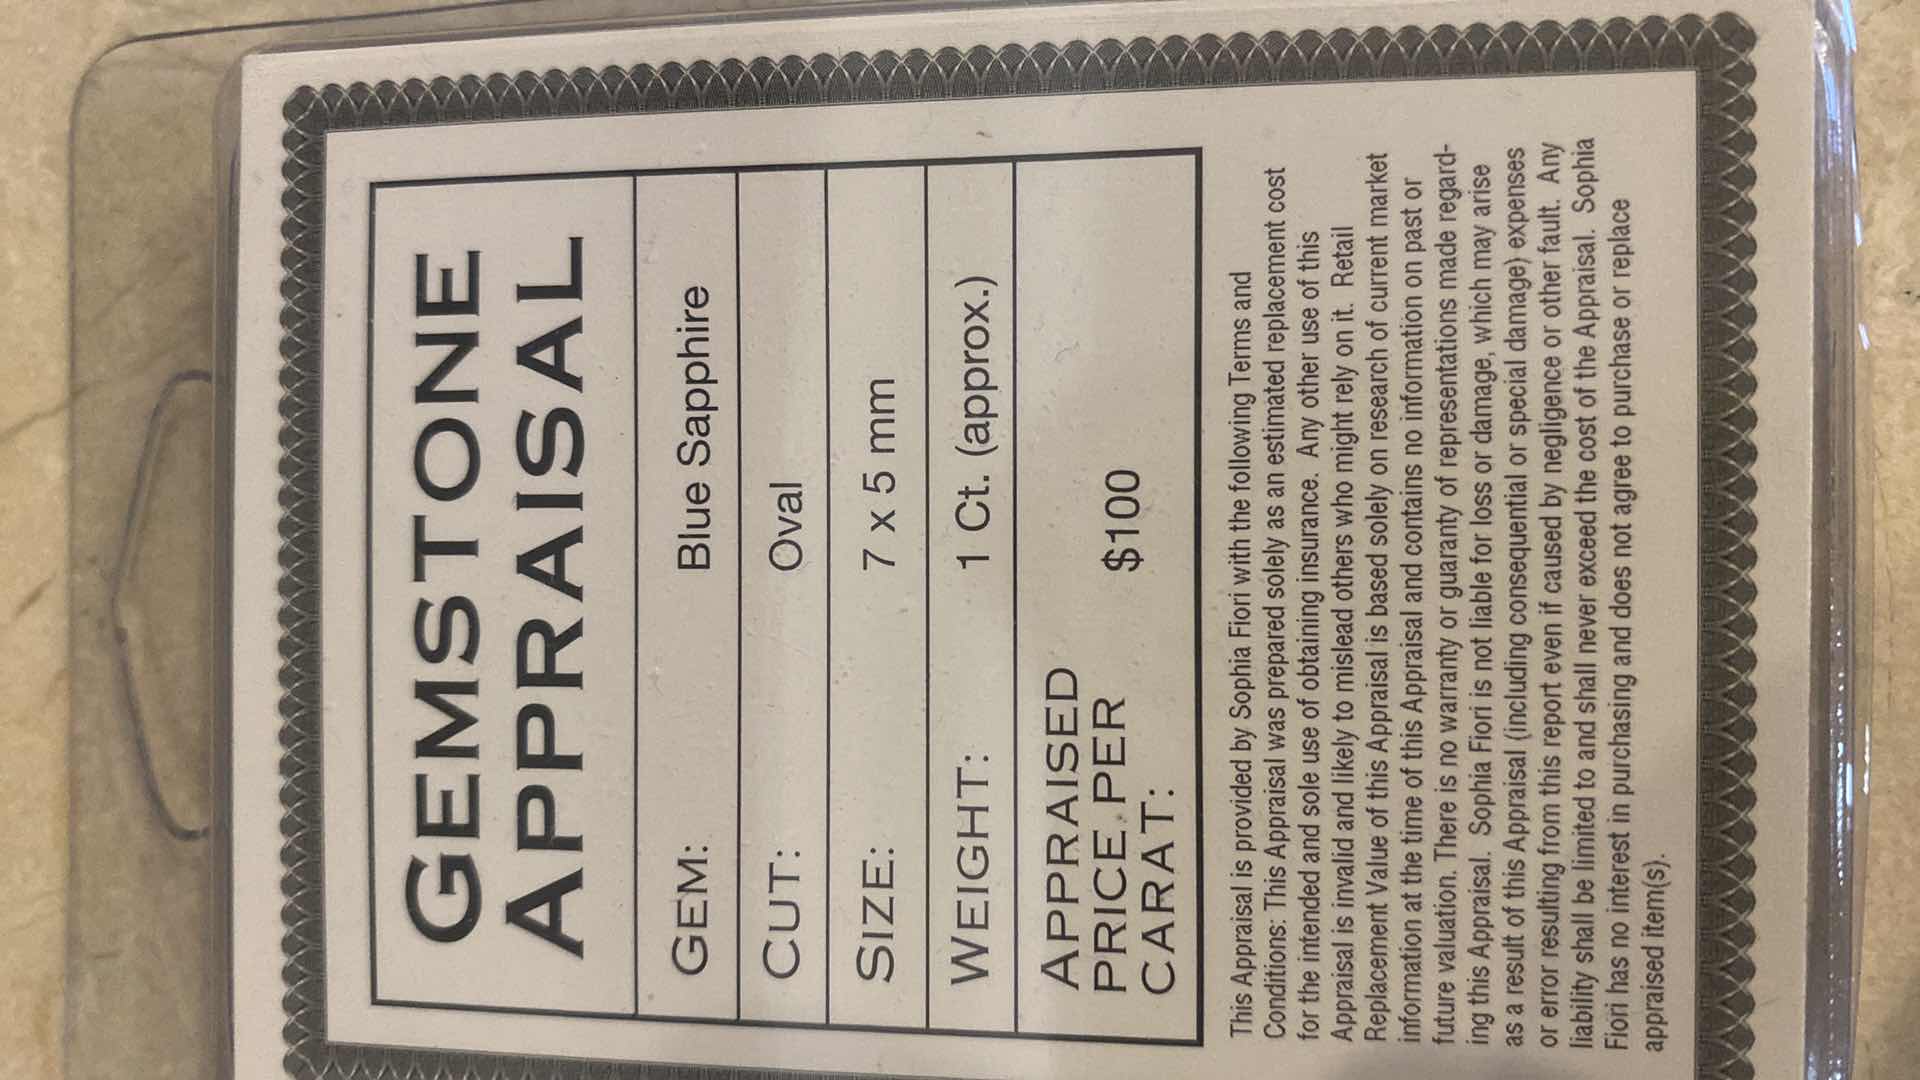 GEMSTONE
APPRAISAL
GEM: Blue Sapphire
CUT: Oval
SIZE: 7 x 5 mm
WEIGHT: 1 Ct. (approx.)
APPRAISED
PRICE PER
CARAT: $100
This Appraisal is provided by Sophia Fiori with the following Terms and
Conditions: This Appraisal was prepared solely as an estimated replacement cost
for the intended and sole use of obtaining insurance. Any other use of this
Appraisal is invalid and likely to mislead others who might rely on it. Retail
Replacement Value of this Appraisal is based solely on research of current market
information at the time of this Appraisal and contains no information on past or
future valuation. There is no warranty or guaranty of representations made regard-
ing this Appraisal. Sophia Fiori is not liable for loss or damage, which may arise
as a result of this Appraisal (including consequential or special damage) expenses
or error resulting from this report even if caused by negligence or other fault. Any
liability shall be limited to and shall never exceed the cost of the Appraisal. Sophia
Fiori has no interest in purchasing and does not agree to purchase or replace
appraised item(s).